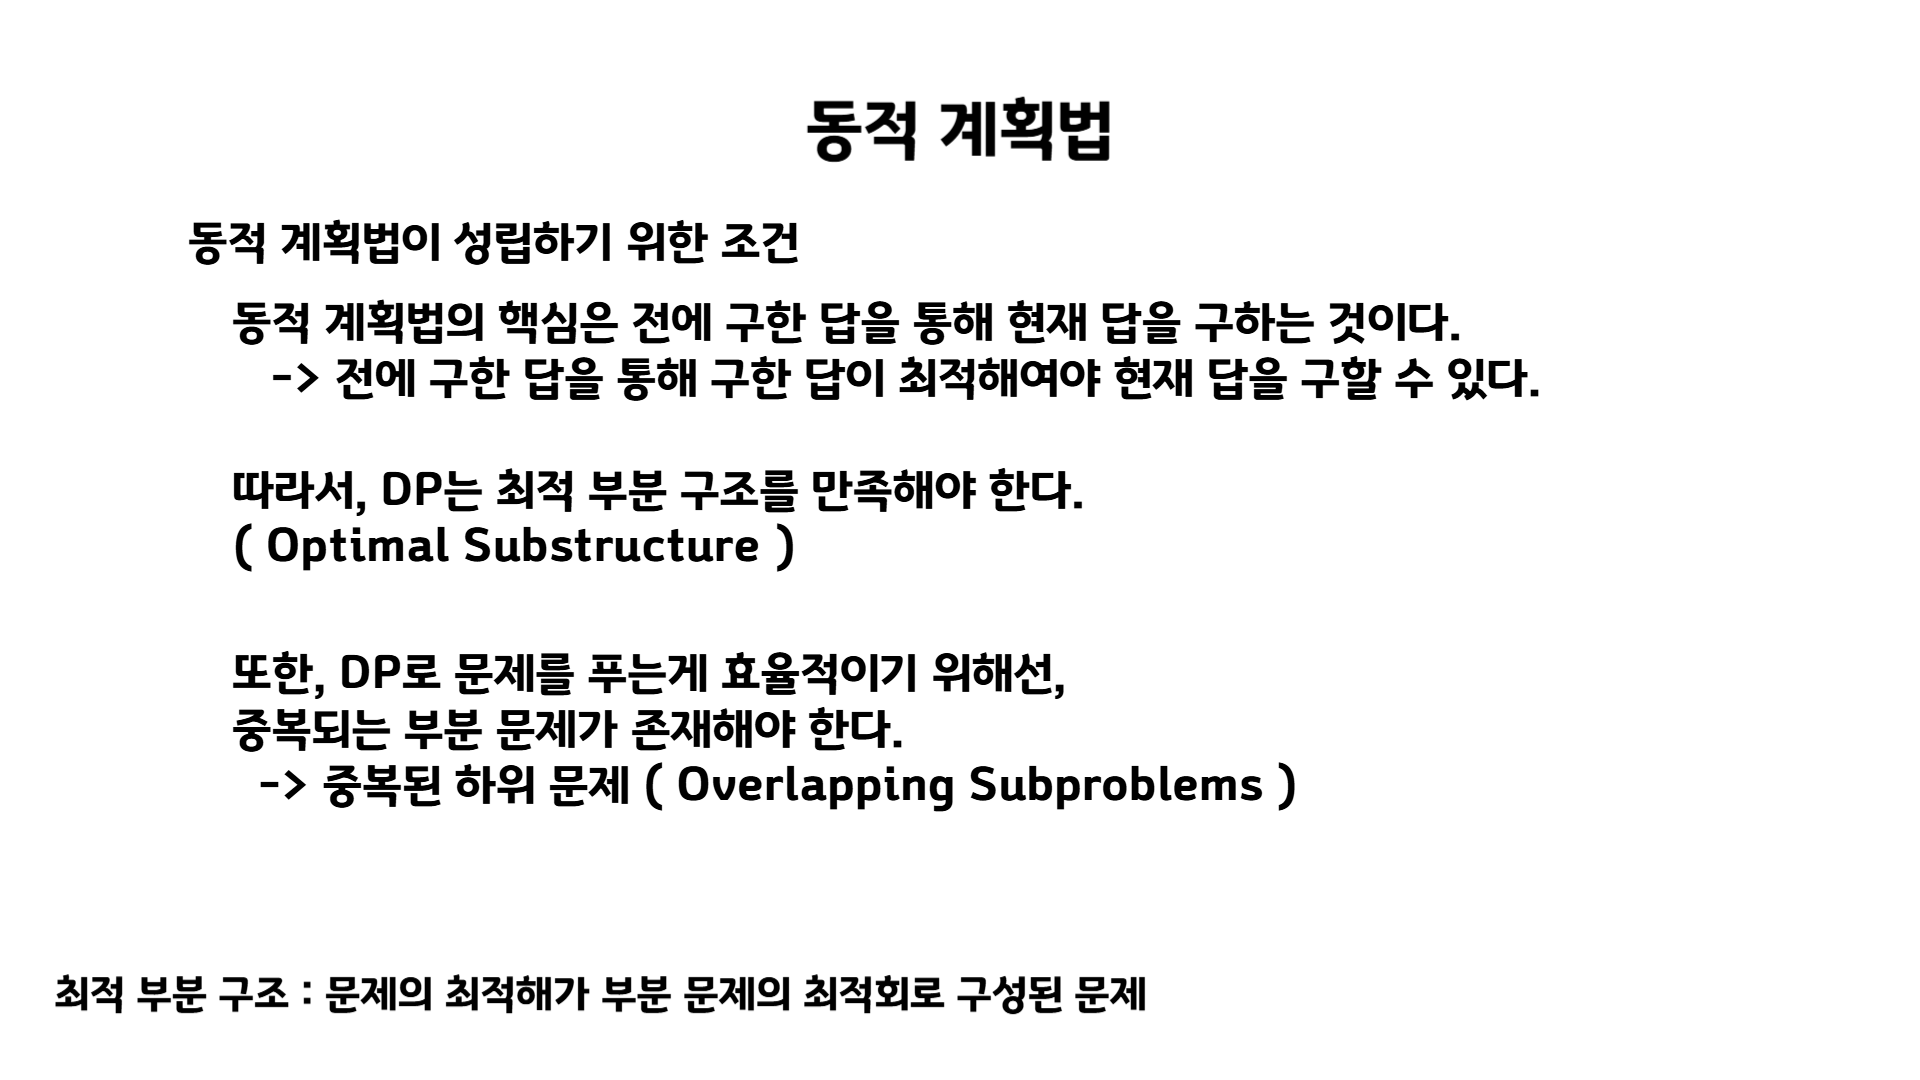 동적 계획법
동적 계획법이 성립하기 위한 조건
동적 계획법의 핵심은 전에 구한 답을 통해 현재 답을 구하는 것이다.
-> 전에 구한 답을 통해 구한 답이 최적해여야 현재 답을 구할 수 있다.
따라서, DP는 최적 부분 구조를 만족해야 한다.
( Optimal Substructure )
또한, DP로 문제를 푸는게 효율적이기 위해선,
중복되는 부분 문제가 존재해야 한다.
-> 중복된 하위 문제 ( Overlapping Subproblems )
최적 부분 구조 : 문제의 최적해가 부분 문제의 최적회로 구성된 문제